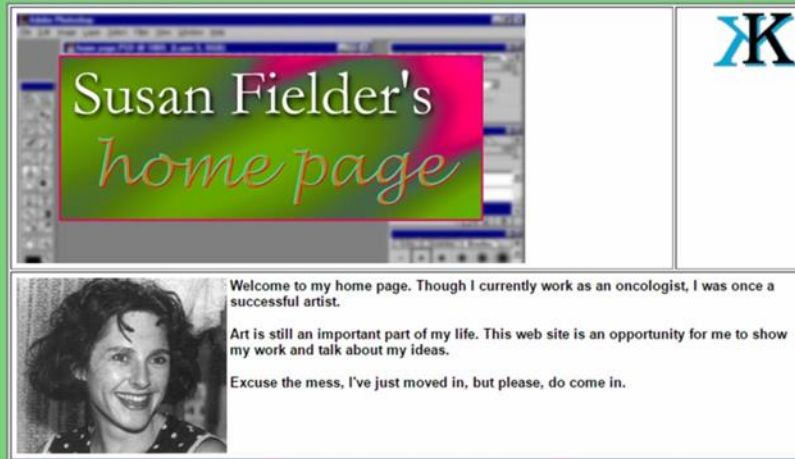 Adobe Photoshop
Susan Fielder's
home page
Welcome to my home page. Though I currently work as an oncologist, I was once a
successful artist.
Art is still an important part of my life. This web site is an opportunity for me to show
my work and talk about my ideas.
Excuse the mess, I've just moved in, but please, do come in.